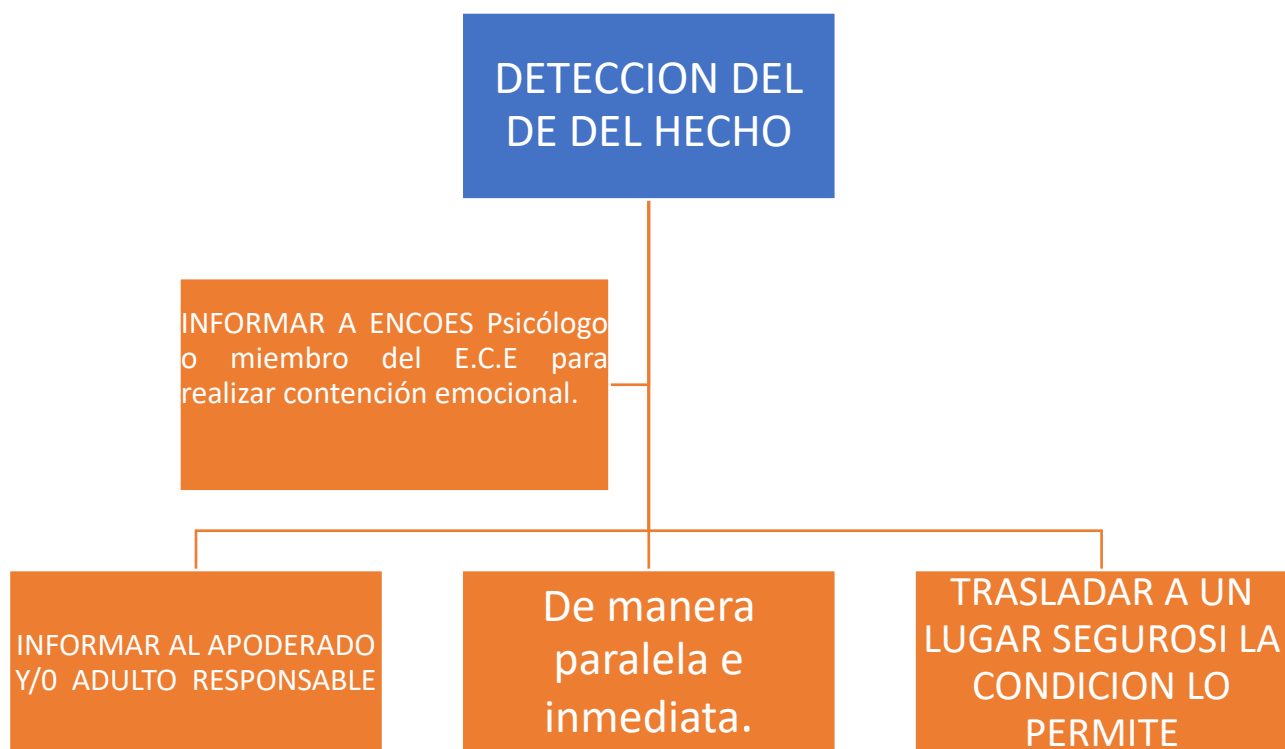 DETECCION DEL
DE DEL HECHO
INFORMAR A ENCOES Psicólogo
o miembro del E.C.E para
realizar contención emocional.
INFORMAR AL APODERADO
Y/0 ADULTO RESPONSABLE
De manera
paralela e
inmediata.
TRASLADAR A UN
LUGAR SEGUROSI LA
CONDICION LO
PERMITE